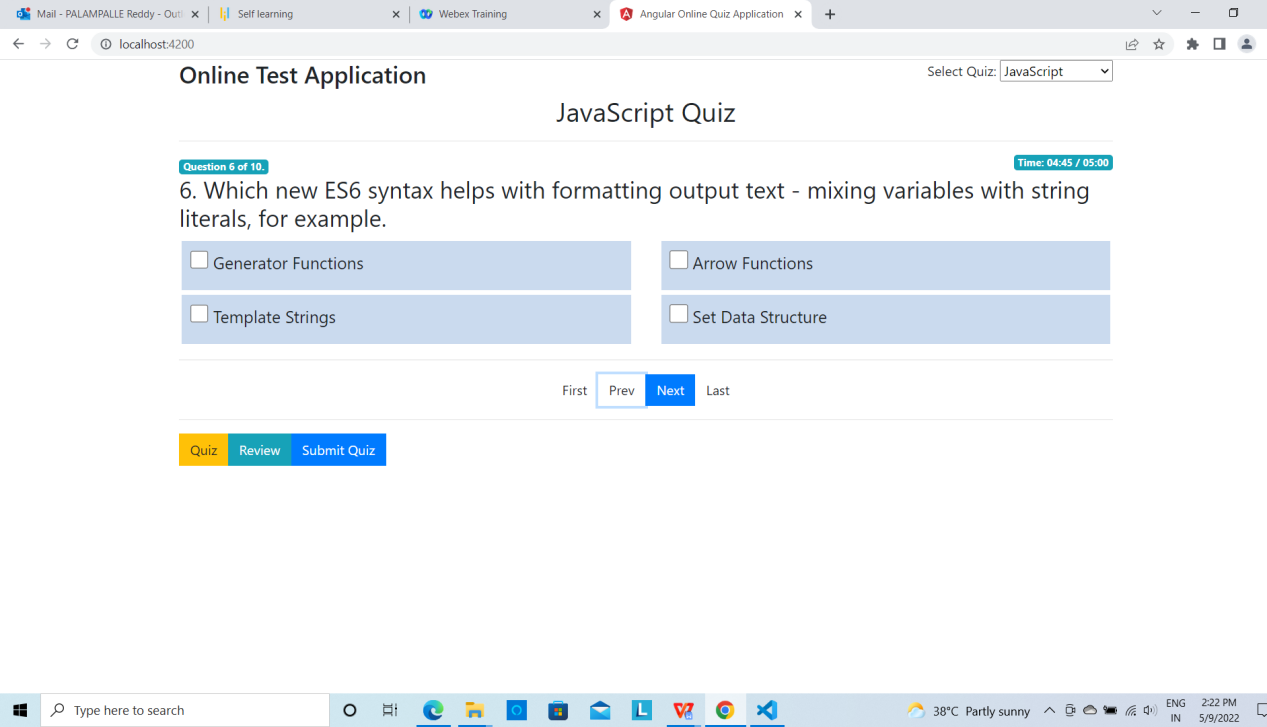 Mail - PALAMPALLE Reddy - Outl
Self learning
Webex Training
Angular Online Quiz Application
localhost:4200
Online Test Application
Select Quiz: JavaScript
JavaScript Quiz
Question 6 of 10.
Time: 04:45 / 05:00
6. Which new ES6 syntax helps with formatting output text - mixing variables with string
literals, for example.
Generator Functions
Arrow Functions
Template Strings
Set Data Structure
First Prev Next Last
Quiz Review Submit Quiz
Type here to search
38°C Partly sunny
ENG
IN
2:22 PM
5/9/2022